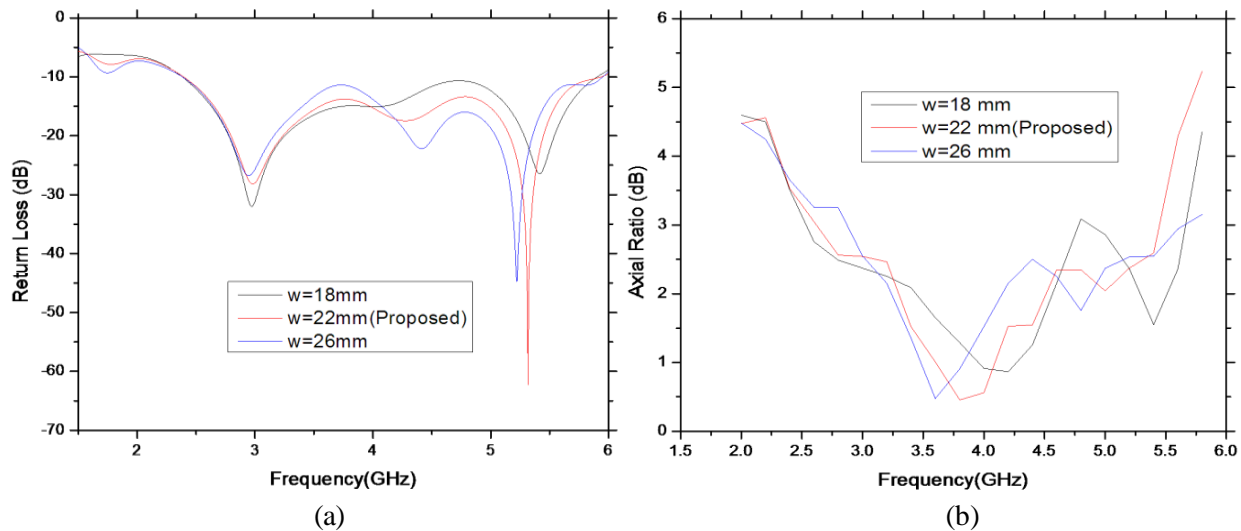 0
-10
-20
-30
-40
-50
-60
-70
Return Loss (dB)
w=18mm
w=22mm(Proposed)
w=26mm
2
3
4
5
6
Frequency(GHz)
(a)
6
5
4
3
2
1
0
Axial Ratio (dB)
w=18 mm
w=22 mm(Proposed)
w=26 mm
1.5
2.0
2.5
3.0
3.5
4.0
4.5
5.0
5.5
6.0
Frequency(GHz)
(b)